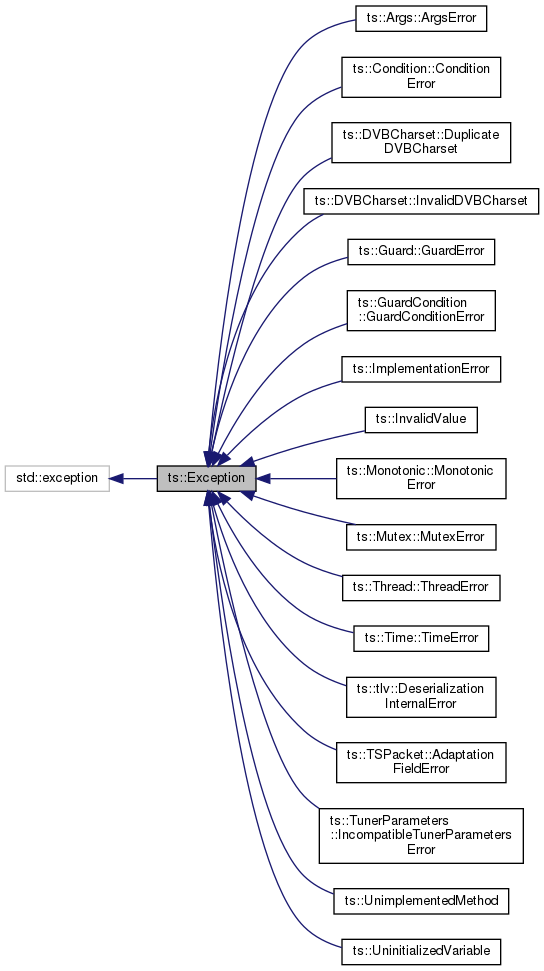 ts::Args::ArgsError
ts::Condition::Condition
Error
ts::DVBCharset::Duplicate
DVBCharset
ts::DVBCharset::InvalidDVBCharset
ts::Guard::GuardError
ts::GuardCondition
::GuardConditionError
ts::ImplementationError
ts::InvalidValue
std::exception
ts::Exception
ts::Monotonic::Monotonic
Error
ts::Mutex::MutexError
ts::Thread::ThreadError
ts::Time::TimeError
ts::tlv::Deserialization
InternalError
ts::TSPacket::Adaptation
FieldError
ts::TunerParameters
::IncompatibleTunerParameters
Error
ts::UnimplementedMethod
ts::UninitializedVariable